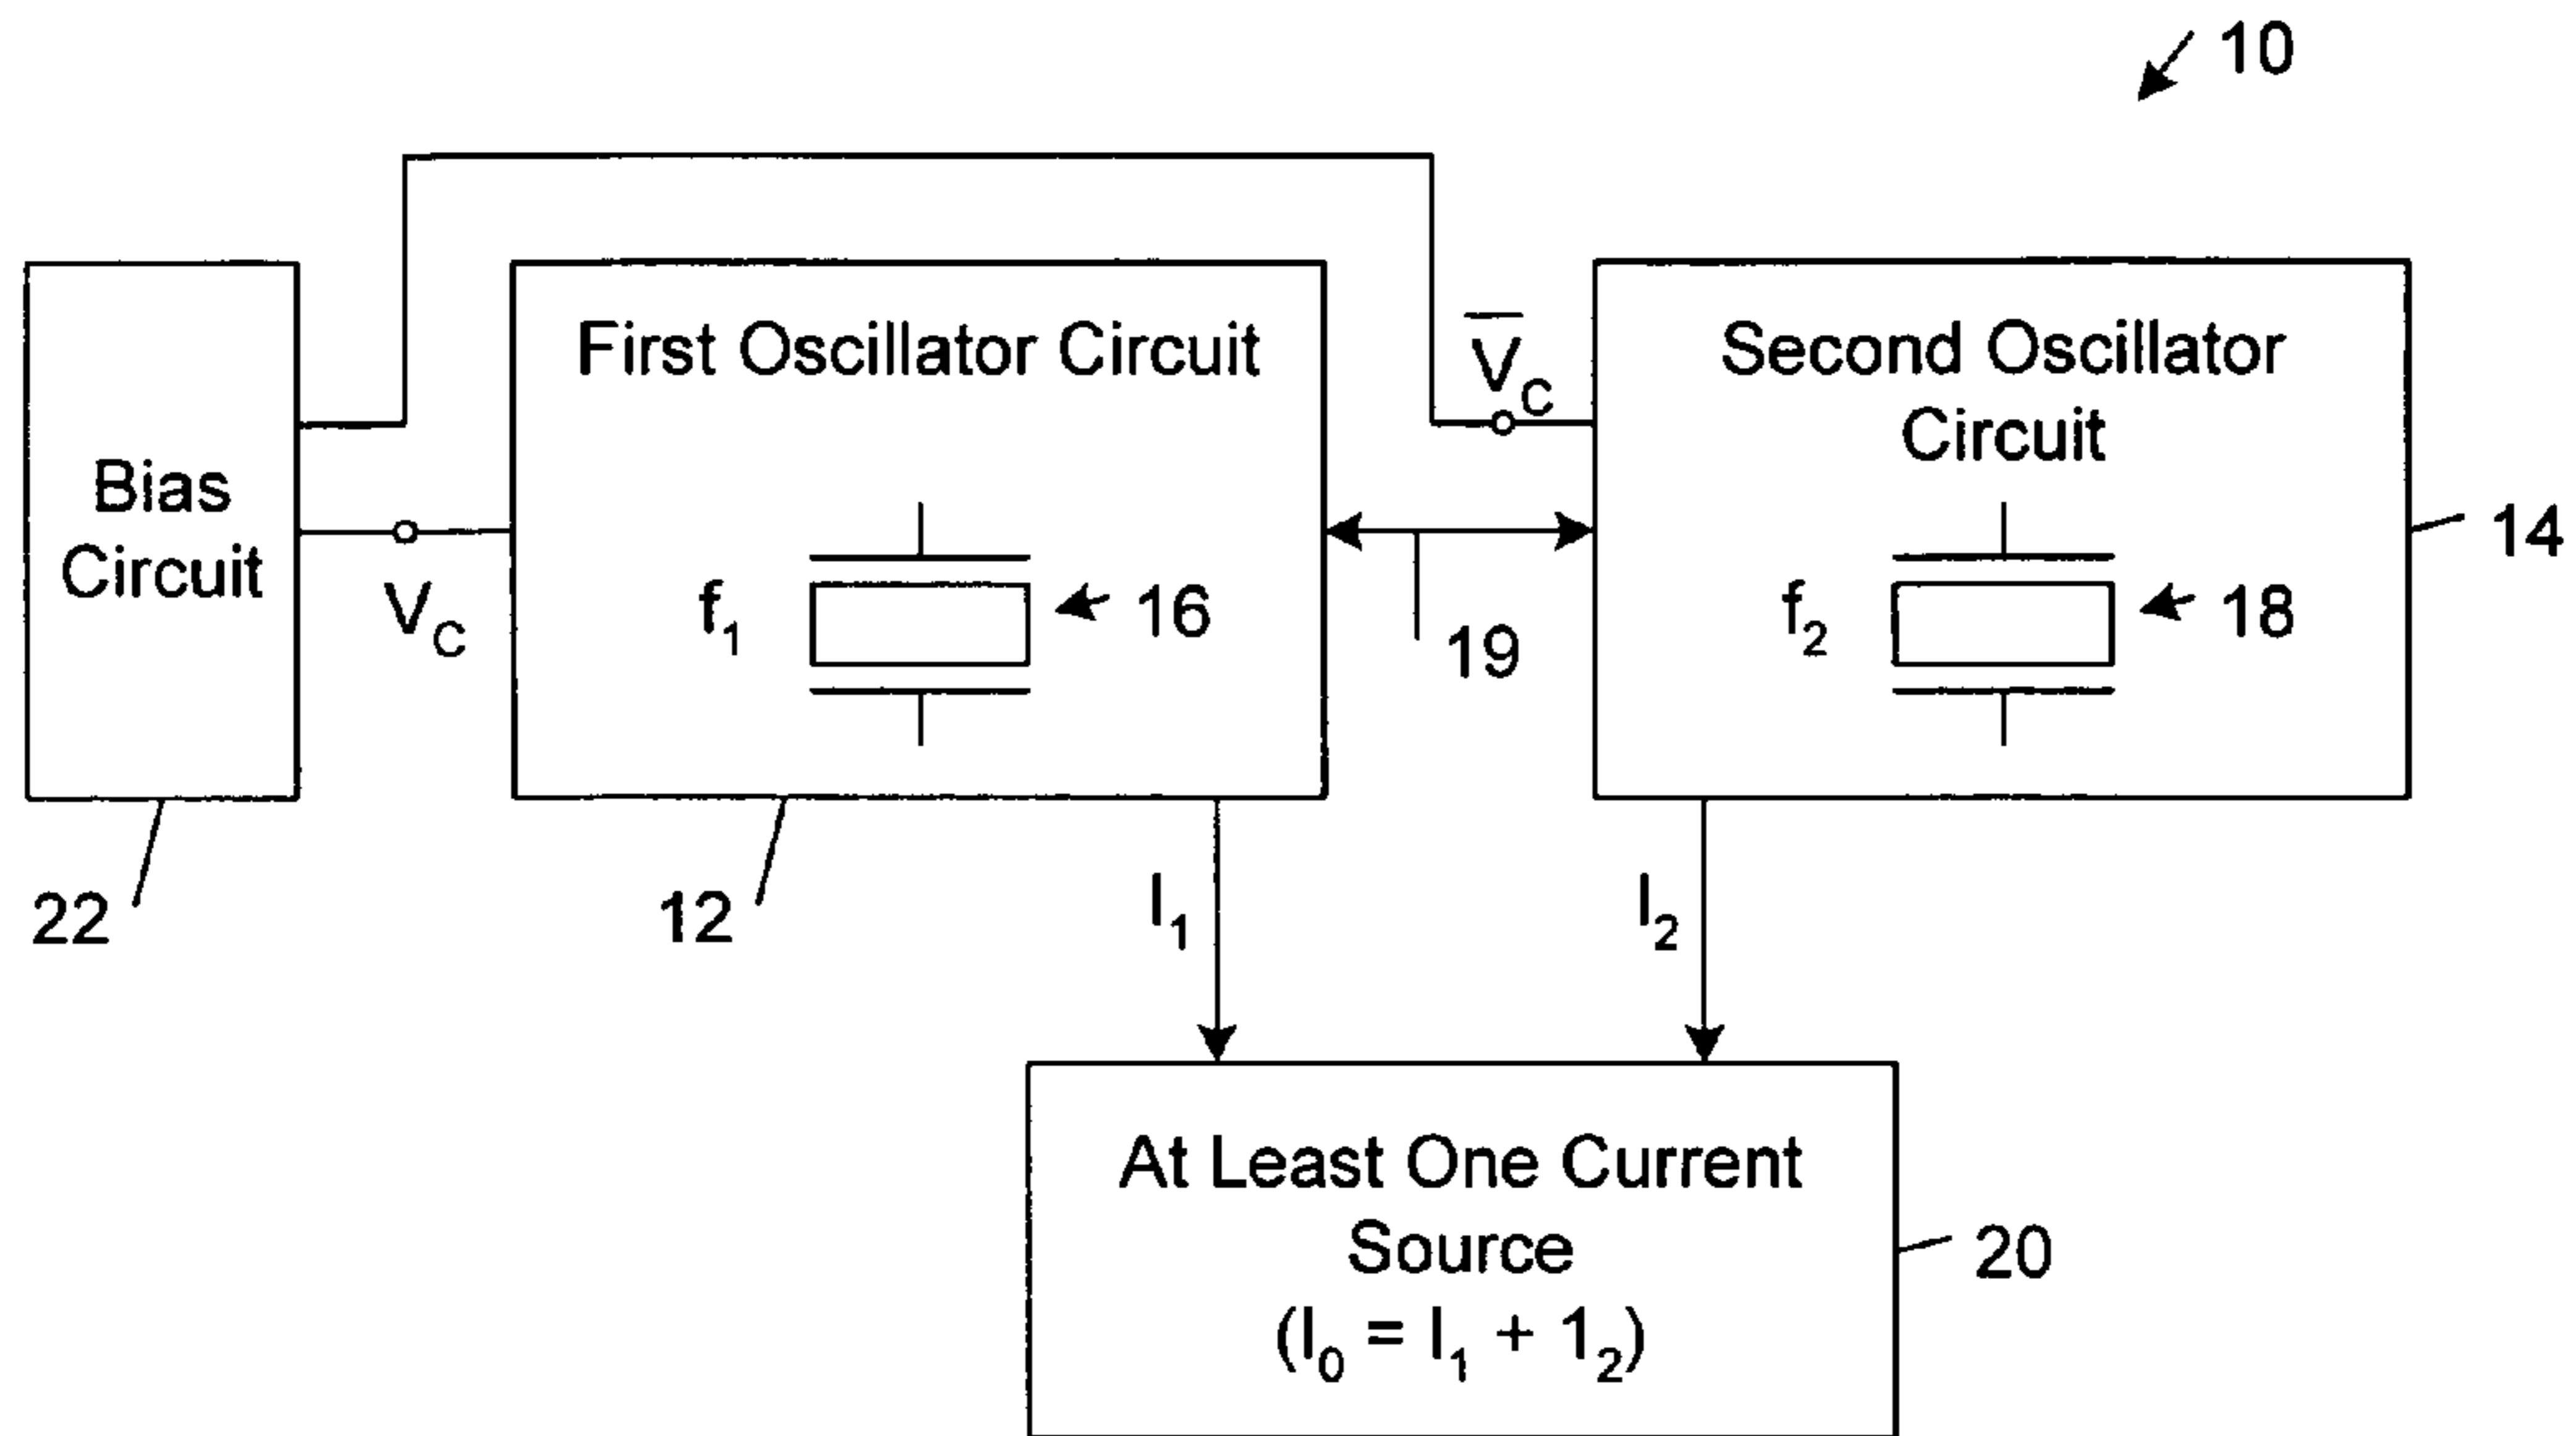 10
First Oscillator Circuit
V̅C
Second Oscillator
Circuit
Bias
Circuit
VC
f1
16
19
f2
18
14
22
12
I1
I2
At Least One Current
Source
(I0 = I1 + 12)
20